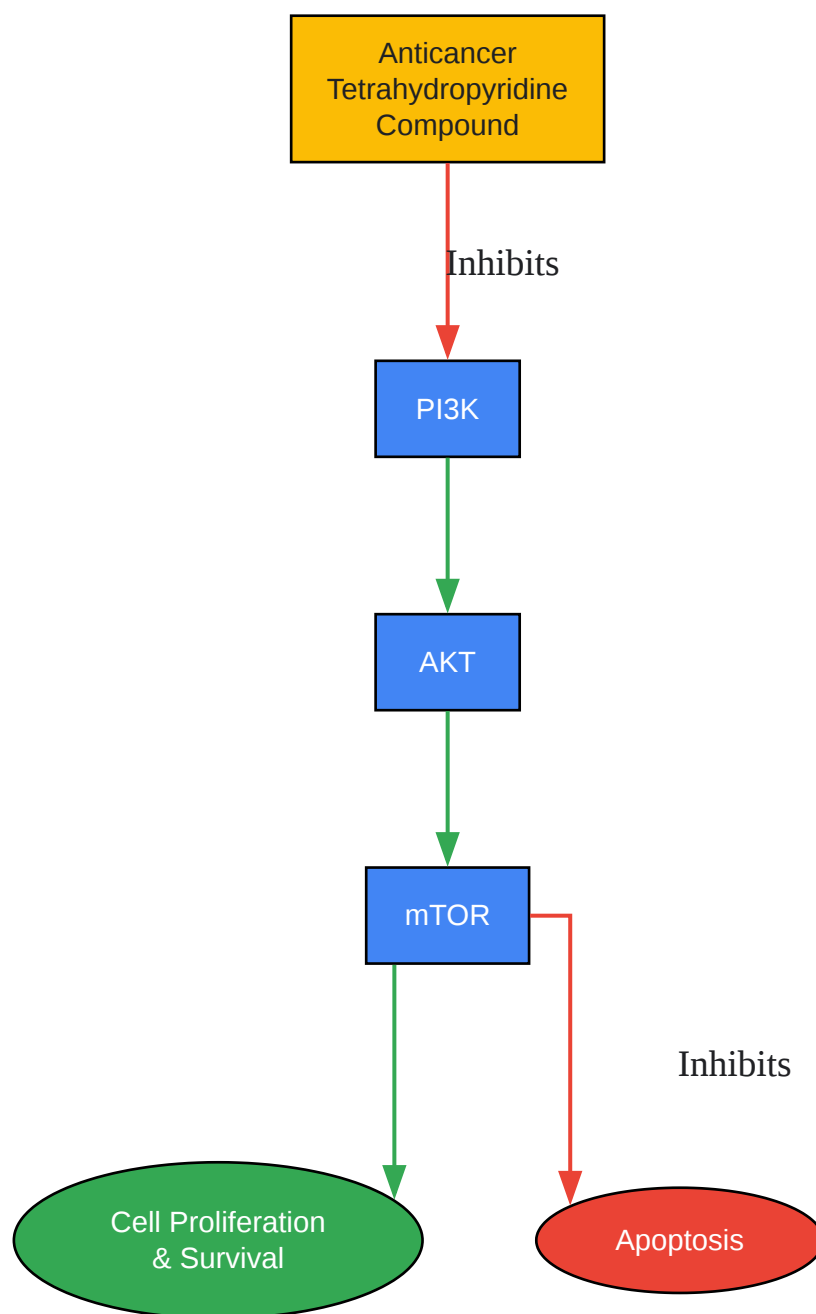 Anticancer
Tetrahydropyridine
Compound
Inhibits
PI3K
AKT
mTOR
Inhibits
Cell Proliferation
& Survival
Apoptosis